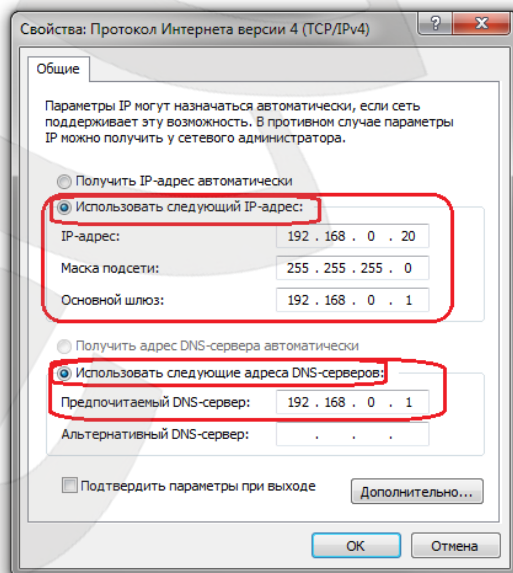 Свойства: Протокол Интернета версии 4 (TCP/IPv4)
Общие
Параметры IP могут назначаться автоматически, если сеть
поддерживает эту возможность. В противном случае параметры
IP можно получить у сетевого администратора.
Получить IP-адрес автоматически
Использовать следующий IP-адрес:
IP-адрес: 192 . 168 . 0 . 20
Маска подсети: 255 . 255 . 255 . 0
Основной шлюз: 192 . 168 . 0 . 1
Получить адрес DNS-сервера автоматически
Использовать следующие адреса DNS-серверов:
Предпочитаемый DNS-сервер: 192 . 168 . 0 . 1
Альтернативный DNS-сервер: . . .
Подтвердить параметры при выходе
Дополнительно...
ОК Отмена